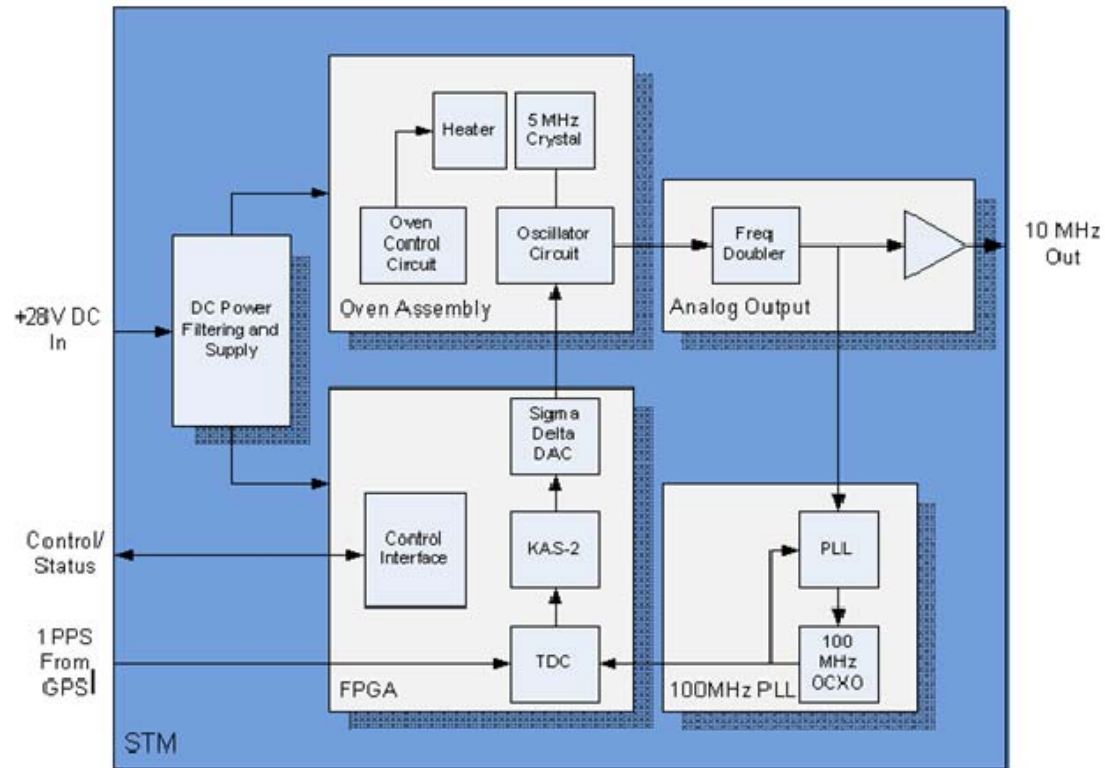 Heater
5 MHz
Crystal
Oven
Control
Circuit
Oscillator
Circuit
Oven Assembly
Freq
Doubler
Analog Output
10 MHz
Out
+28V DC
In
DC Power
Filtering and
Supply
Sigma
Delta
DAC
Control/
Status
Control
Interface
KAS-2
PLL
1 PPS
From
GPS
TDC
FPGA
100
MHz
OCXO
100MHz PLL
STM